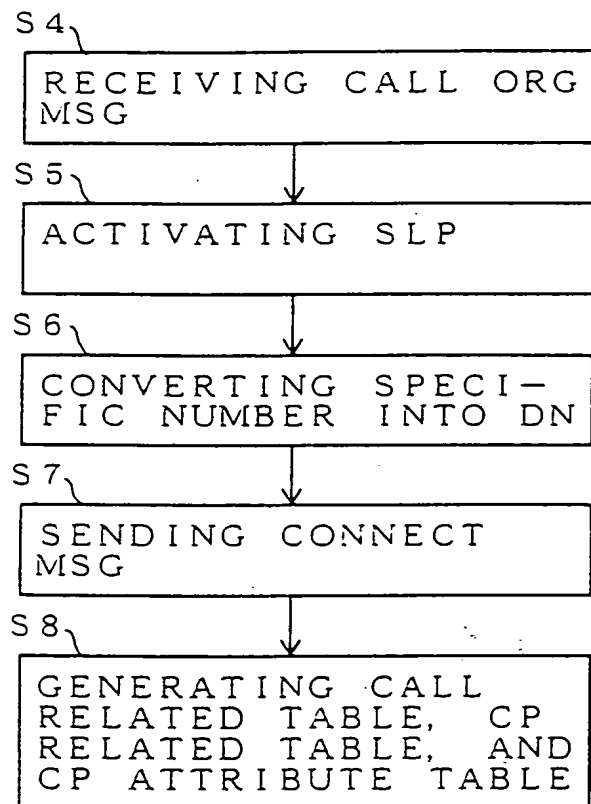 S4
RECEIVING CALL ORG
MSG
S5
ACTIVATING SLP
S6
CONVERTING SPECI-
FIC NUMBER INTO DN
S7
SENDING CONNECT
MSG
S8
GENERATING CALL
RELATED TABLE, CP
RELATED TABLE, AND
CP ATTRIBUTE TABLE